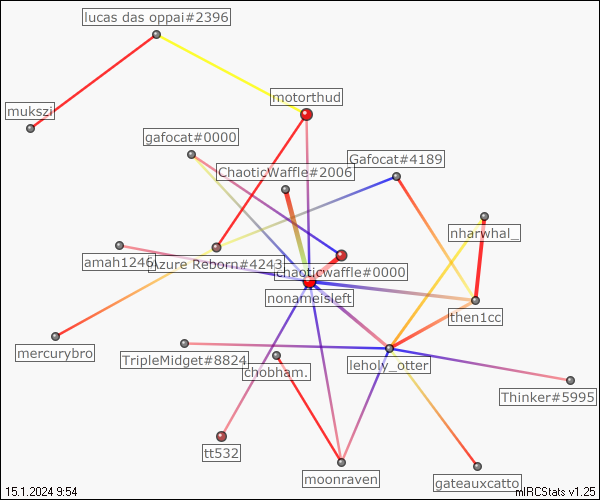 lucas das oppai#2396
motorthud
mukszi
gafocat#0000
Gafocat#4189
ChaoticWaffle#2006
nharwhal_
amah1246
Azure Reborn#4243
chaoticwaffle#0000
nonameisleft
then1cc
mercurybro
TripleMidget#8824
leholy_otter
chobham.
Thinker#5995
tt532
moonraven
gateauxcatto
15.1.2024 9:54
mIRCStats v1.25